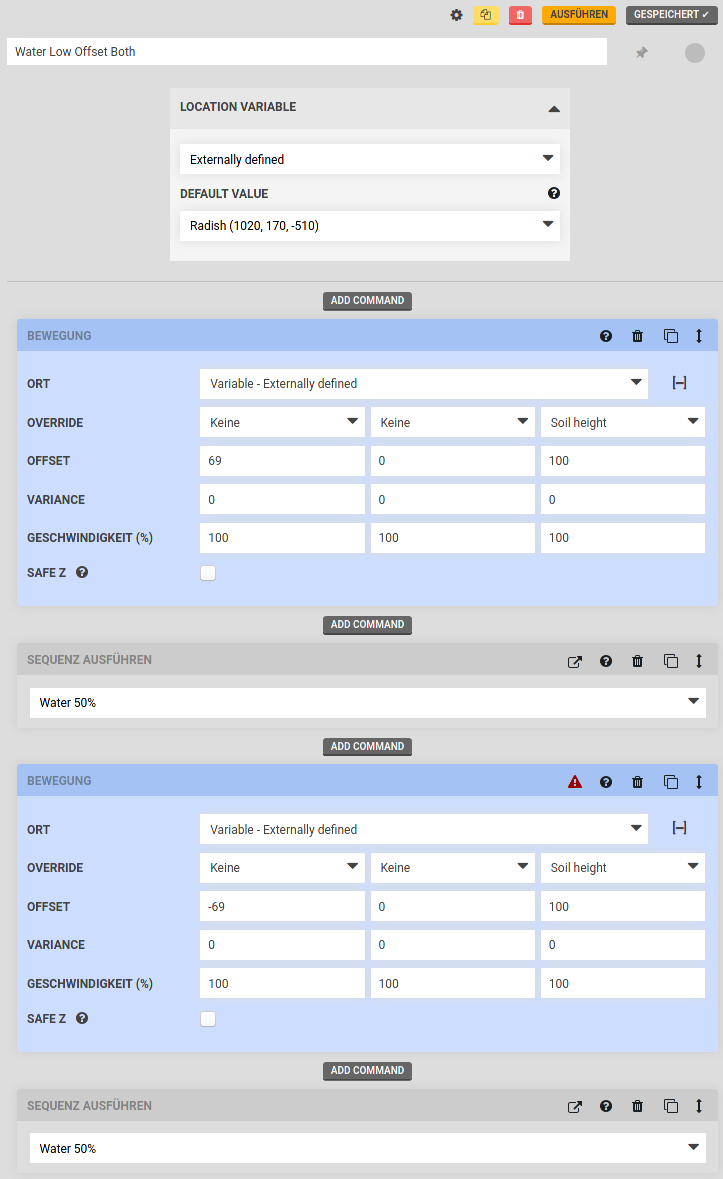 AUSFÜHREN GESPEICHERT ✔
Water Low Offset Both
LOCATION VARIABLE
Externally defined
DEFAULT VALUE
Radish (1020, 170, -510)
ADD COMMAND
BEWEGUNG
ORT Variable - Externally defined [–]
OVERRIDE Keine Keine Soil height
OFFSET 69 0 100
VARIANCE 0 0 0
GESCHWINDIGKEIT (%) 100 100 100
SAFE Z
ADD COMMAND
SEQUENZ AUSFÜHREN
Water 50%
ADD COMMAND
BEWEGUNG
ORT Variable - Externally defined [–]
OVERRIDE Keine Keine Soil height
OFFSET -69 0 100
VARIANCE 0 0 0
GESCHWINDIGKEIT (%) 100 100 100
SAFE Z
ADD COMMAND
SEQUENZ AUSFÜHREN
Water 50%